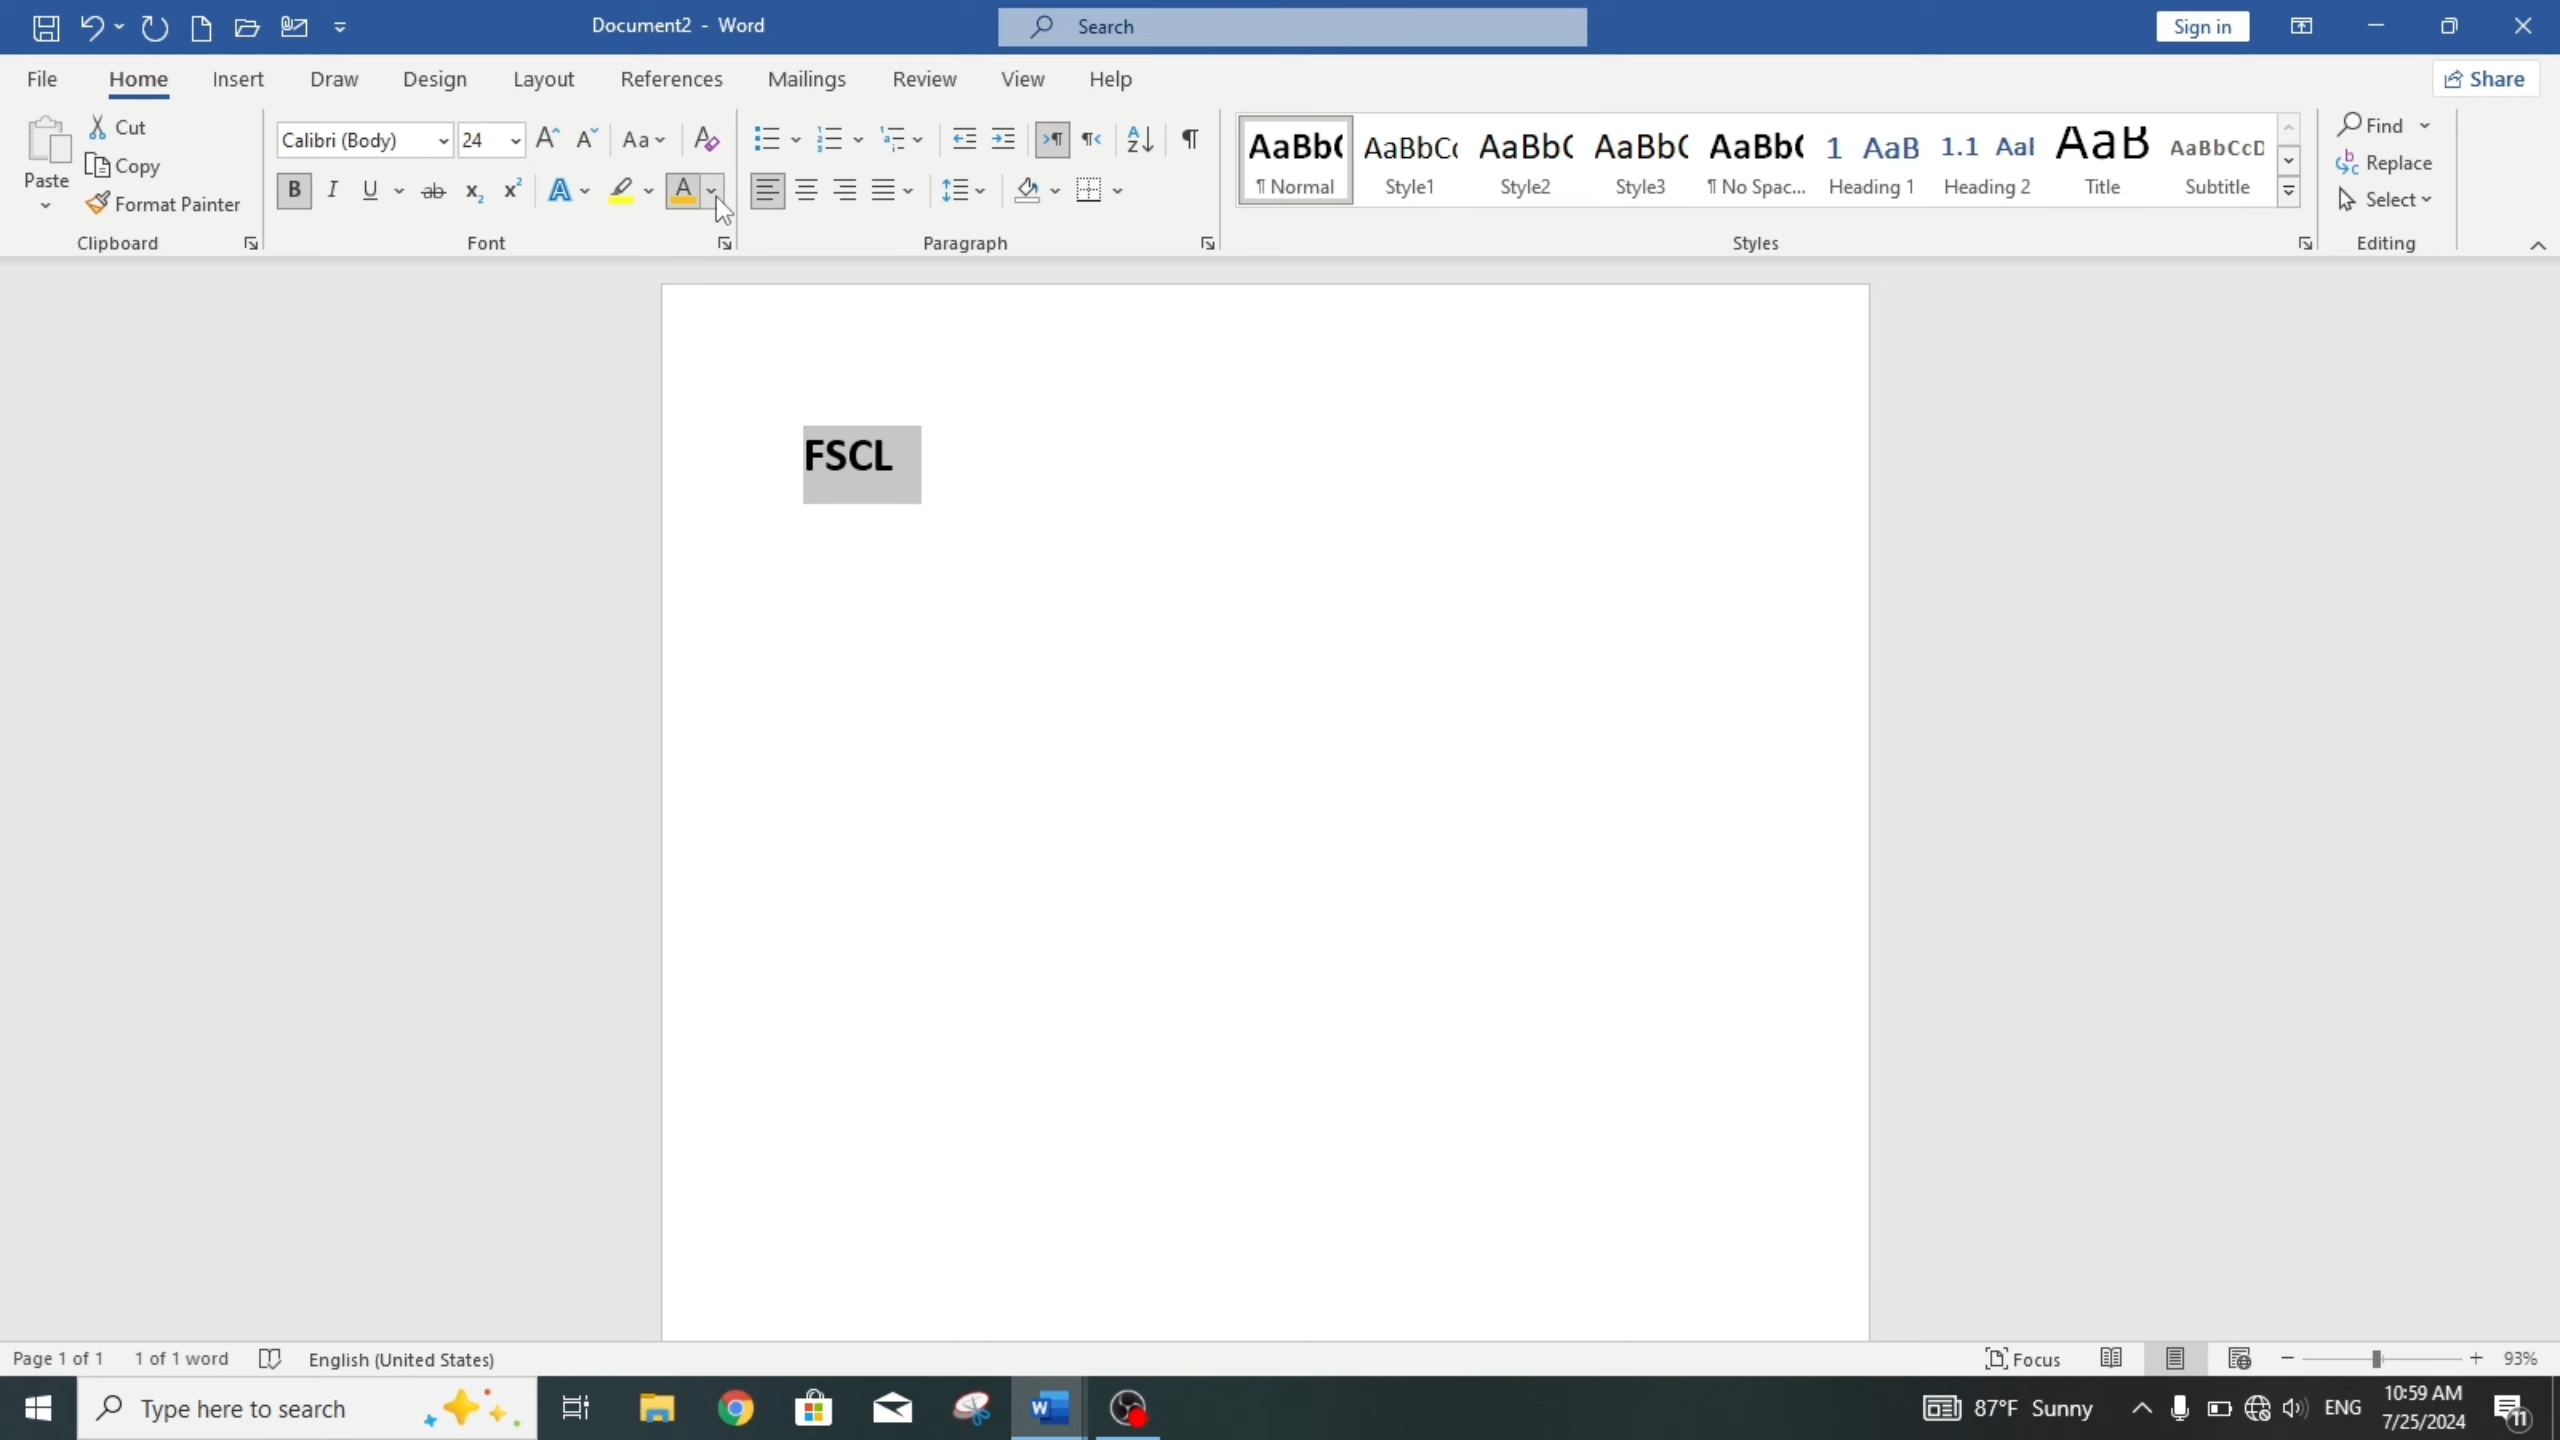 Document2 - Word
Search
Sign in
File Home Insert Draw Design Layout References Mailings Review View Help
Share
Paste
Cut
Copy
Format Painter
Clipboard
Calibri (Body) 24
Font
Paragraph
AaBb( AaBbC( AaBb( AaBb( AaBb( 1 AaB 1.1 Aal AaB AaBbCcD
¶ Normal Style1 Style2 Style3 ¶ No Spac... Heading 1 Heading 2 Title Subtitle
Styles
Find
Replace
Select
Editing
FSCL
Page 1 of 1 1 of 1 word English (United States)
Focus
93%
Type here to search
87°F Sunny
ENG
10:59 AM
7/25/2024
11